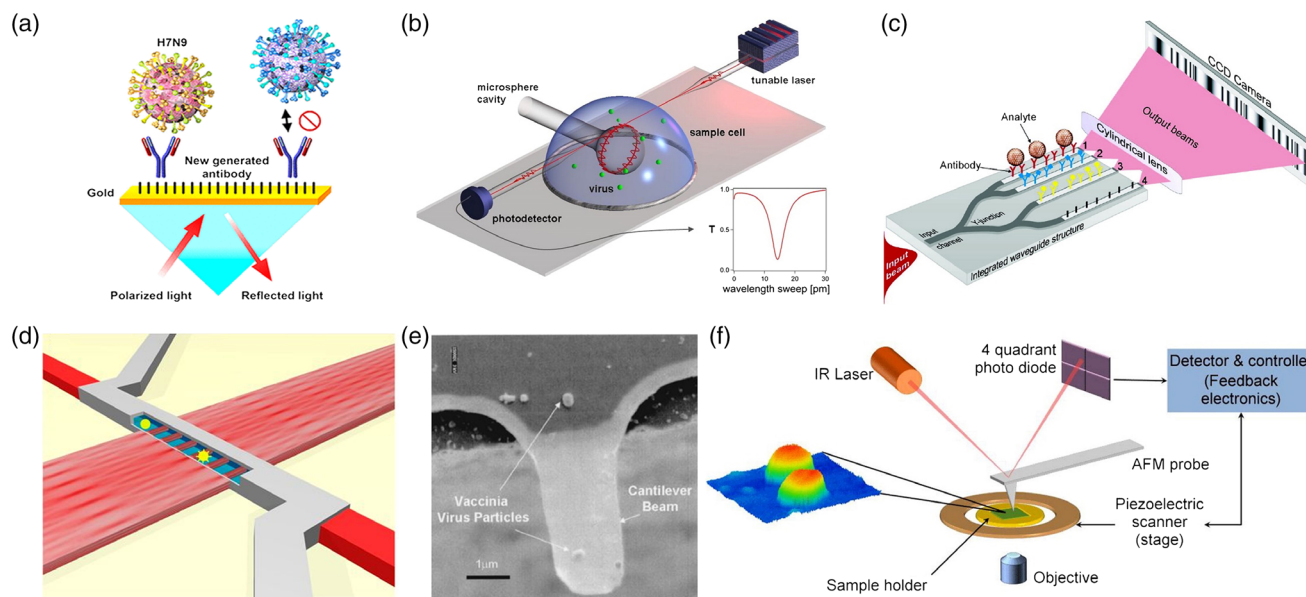 (a)
H7N9
New generated
antibody
Gold
Polarized light
Reflected light
(b)
tunable laser
microsphere
cavity
sample cell
virus
photodetector
T
1.0
0.5
0.0
0
10
20
30
wavelength sweep [pm]
(c)
CCD Camera
Output beams
Cylindrical lens
Analyte
Antibody
1
2
3
4
Y-junction
Input
channel
Integrated waveguide structure
Input
beam
(d)
(e)
Vaccinia
Virus Particles
Cantilever
Beam
1µm
(f)
IR Laser
4 quadrant
photo diode
Detector & controller
(Feedback
electronics)
AFM probe
Piezoelectric
scanner
(stage)
Sample holder
Objective